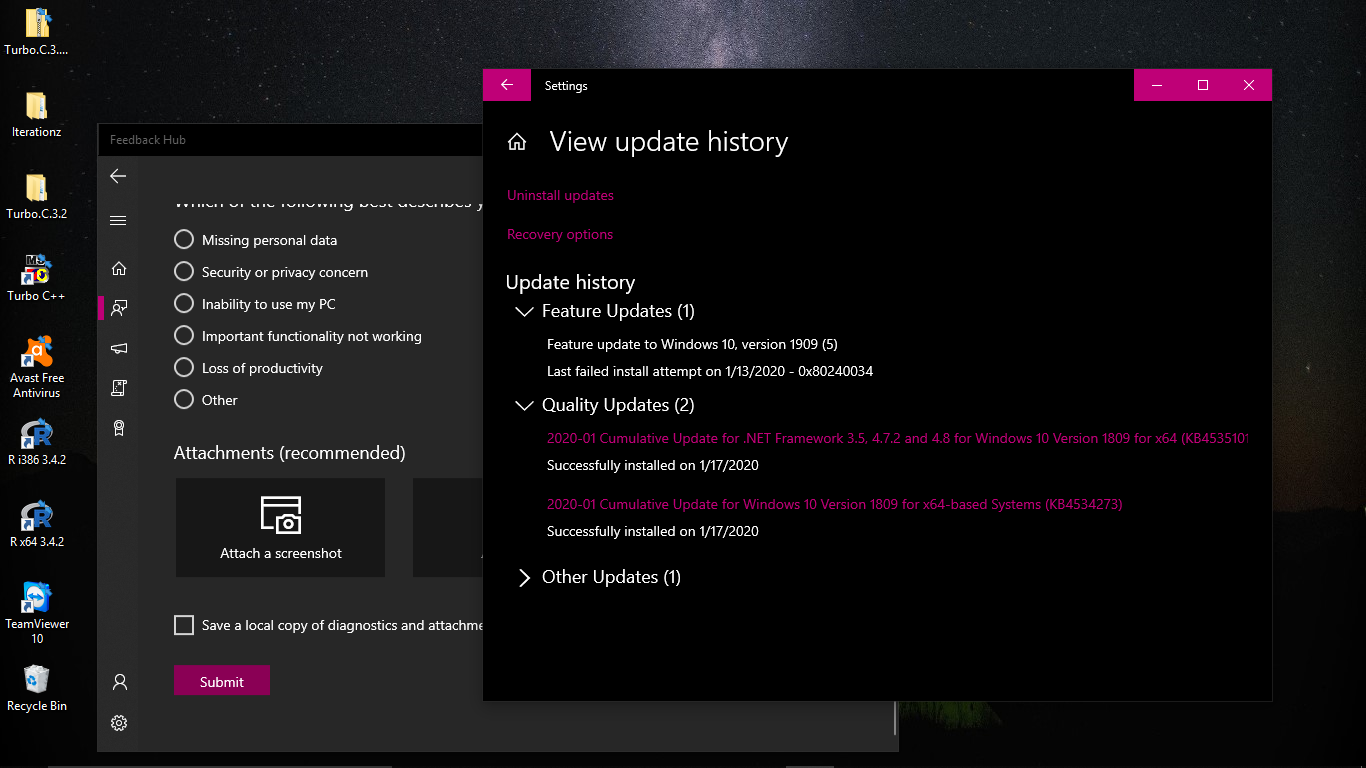 Turbo.C.3....
Iterationz
Turbo.C.3.2
Turbo C++
Avast Free
Antivirus
R i386 3.4.2
R x64 3.4.2
TeamViewer
10
Recycle Bin
Feedback Hub
Which of the following best describes y
Missing personal data
Security or privacy concern
Inability to use my PC
Important functionality not working
Loss of productivity
Other
Attachments (recommended)
Attach a screenshot
Save a local copy of diagnostics and attachme
Submit
Settings
View update history
Uninstall updates
Recovery options
Update history
Feature Updates (1)
Feature update to Windows 10, version 1909 (5)
Last failed install attempt on 1/13/2020 - 0x80240034
Quality Updates (2)
2020-01 Cumulative Update for .NET Framework 3.5, 4.7.2 and 4.8 for Windows 10 Version 1809 for x64 (KB4535101
Successfully installed on 1/17/2020
2020-01 Cumulative Update for Windows 10 Version 1809 for x64-based Systems (KB4534273)
Successfully installed on 1/17/2020
Other Updates (1)